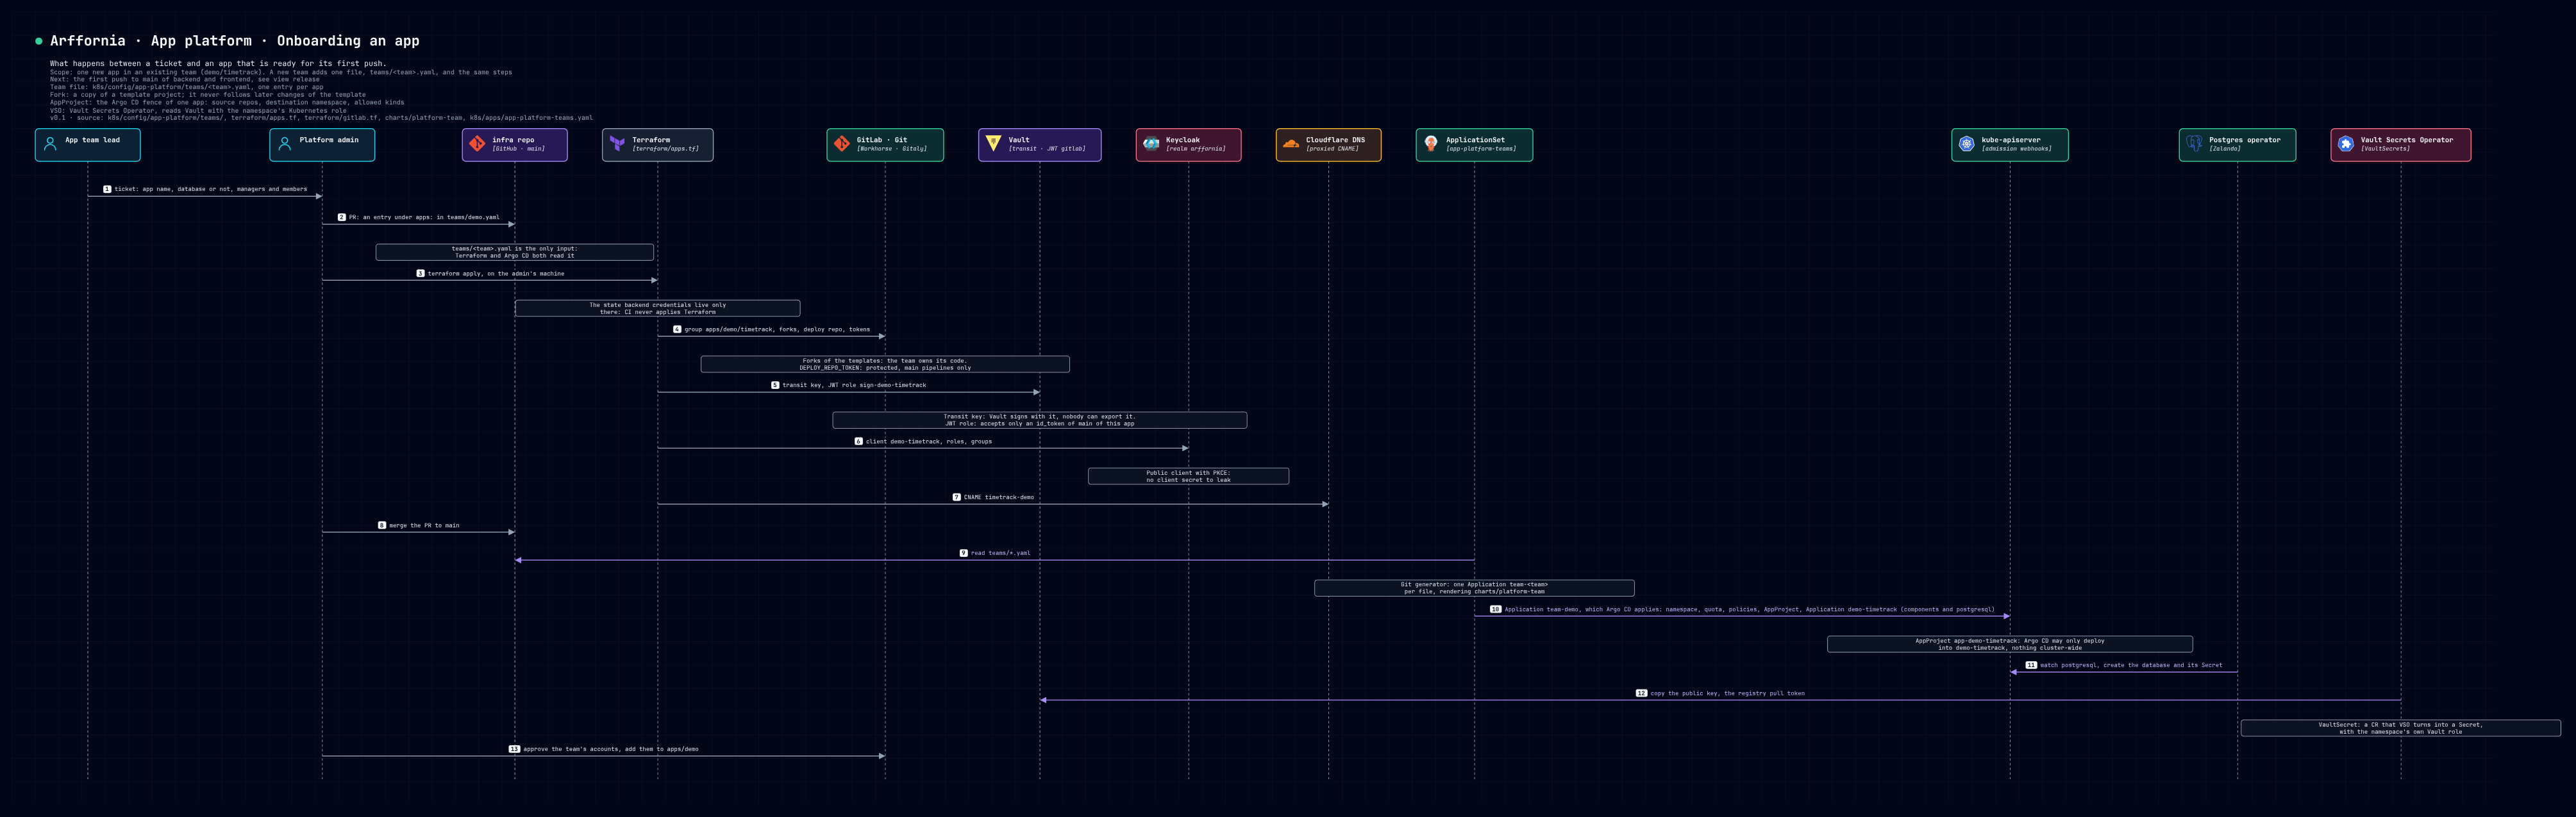 Arffornia · App platform · Onboarding an app
What happens between a ticket and an app that is ready for its first push.
Scope: one new app in an existing team (demo/timetrack). A new team adds one file, teams/<team>.yaml, and the same steps
Next: the first push to main of backend and frontend, see view release
Team file: k8s/config/app-platform/teams/<team>.yaml, one entry per app
Fork: a copy of a template project; it never follows later changes of the template
AppProject: the Argo CD fence of one app: source repos, destination namespace, allowed kinds
VSO: Vault Secrets Operator, reads Vault with the namespace's Kubernetes role
v0.1 · source: k8s/config/app-platform/teams/, terraform/apps.tf, terraform/gitlab.tf, charts/platform-team, k8s/apps/app-platform-teams.yaml
App team lead
Platform admin
infra repo
[GitHub · main]
Terraform
[terraform/apps.tf]
GitLab · Git
[Workhorse · Gitaly]
Vault
[transit · JWT gitlab]
Keycloak
[realm arffornia]
Cloudflare DNS
[proxied CNAME]
ApplicationSet
[app-platform-teams]
kube-apiserver
[admission webhooks]
Postgres operator
[Zalando]
Vault Secrets Operator
[VaultSecrets]
1 ticket: app name, database or not, managers and members
2 PR: an entry under apps: in teams/demo.yaml
teams/<team>.yaml is the only input:
Terraform and Argo CD both read it
3 terraform apply, on the admin's machine
The state backend credentials live only
there: CI never applies Terraform
4 group apps/demo/timetrack, forks, deploy repo, tokens
Forks of the templates: the team owns its code.
DEPLOY_REPO_TOKEN: protected, main pipelines only
5 transit key, JWT role sign-demo-timetrack
Transit key: Vault signs with it, nobody can export it.
JWT role: accepts only an id_token of main of this app
6 client demo-timetrack, roles, groups
Public client with PKCE:
no client secret to leak
7 CNAME timetrack-demo
8 merge the PR to main
9 read teams/*.yaml
Git generator: one Application team-<team>
per file, rendering charts/platform-team
10 Application team-demo, which Argo CD applies: namespace, quota, policies, AppProject, Application demo-timetrack (components and postgresql)
AppProject app-demo-timetrack: Argo CD may only deploy
into demo-timetrack, nothing cluster-wide
11 watch postgresql, create the database and its Secret
12 copy the public key, the registry pull token
VaultSecret: a CR that VSO turns into a Secret,
with the namespace's own Vault role
13 approve the team's accounts, add them to apps/demo